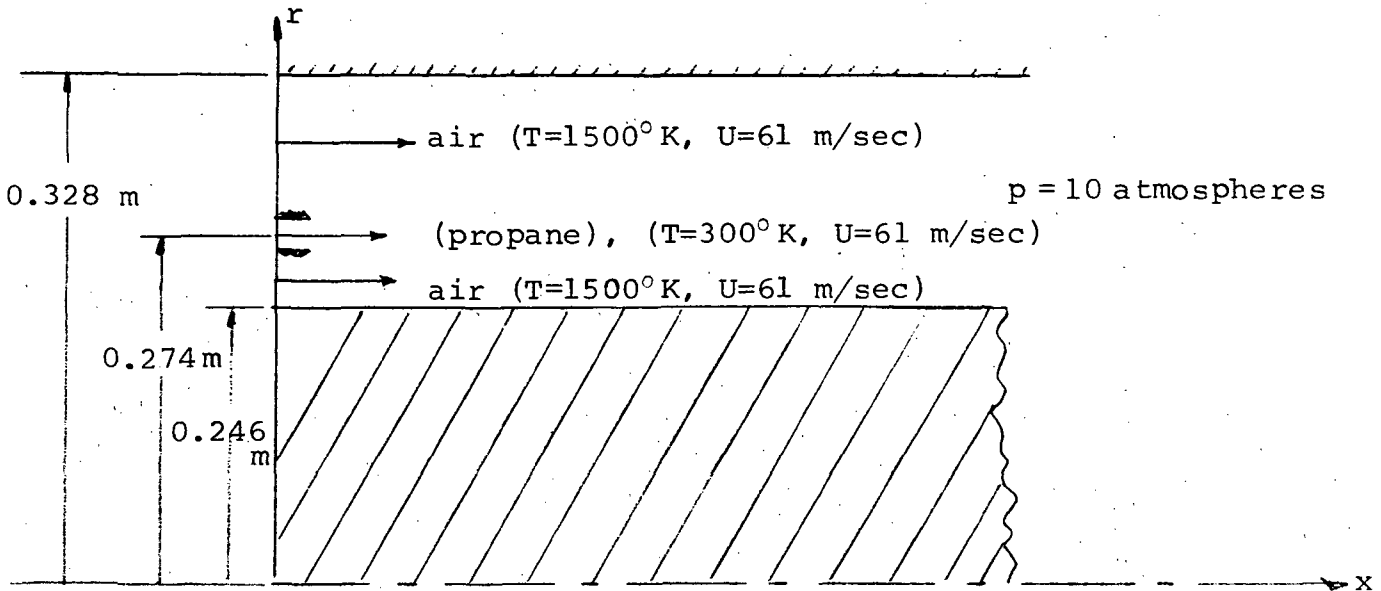 r
air (T=1500°K, U=61 m/sec)
0.328 m
p = 10 atmospheres
(propane), (T=300°K, U=61 m/sec)
air (T=1500°K, U=61 m/sec)
0.274 m
0.246
m
x